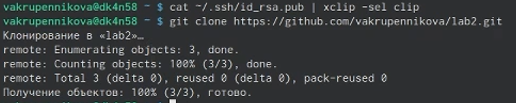 vakrupennikova@dk4n58 ~ $ cat ~/.ssh/id_rsa.pub | xclip -sel clip
vakrupennikova@dk4n58 ~ $ git clone https://github.com/vakrupennikova/lab2.git
Клонирование в «lab2»…
remote: Enumerating objects: 3, done.
remote: Counting objects: 100% (3/3), done.
remote: Total 3 (delta 0), reused 0 (delta 0), pack-reused 0
Получение объектов: 100% (3/3), готово.